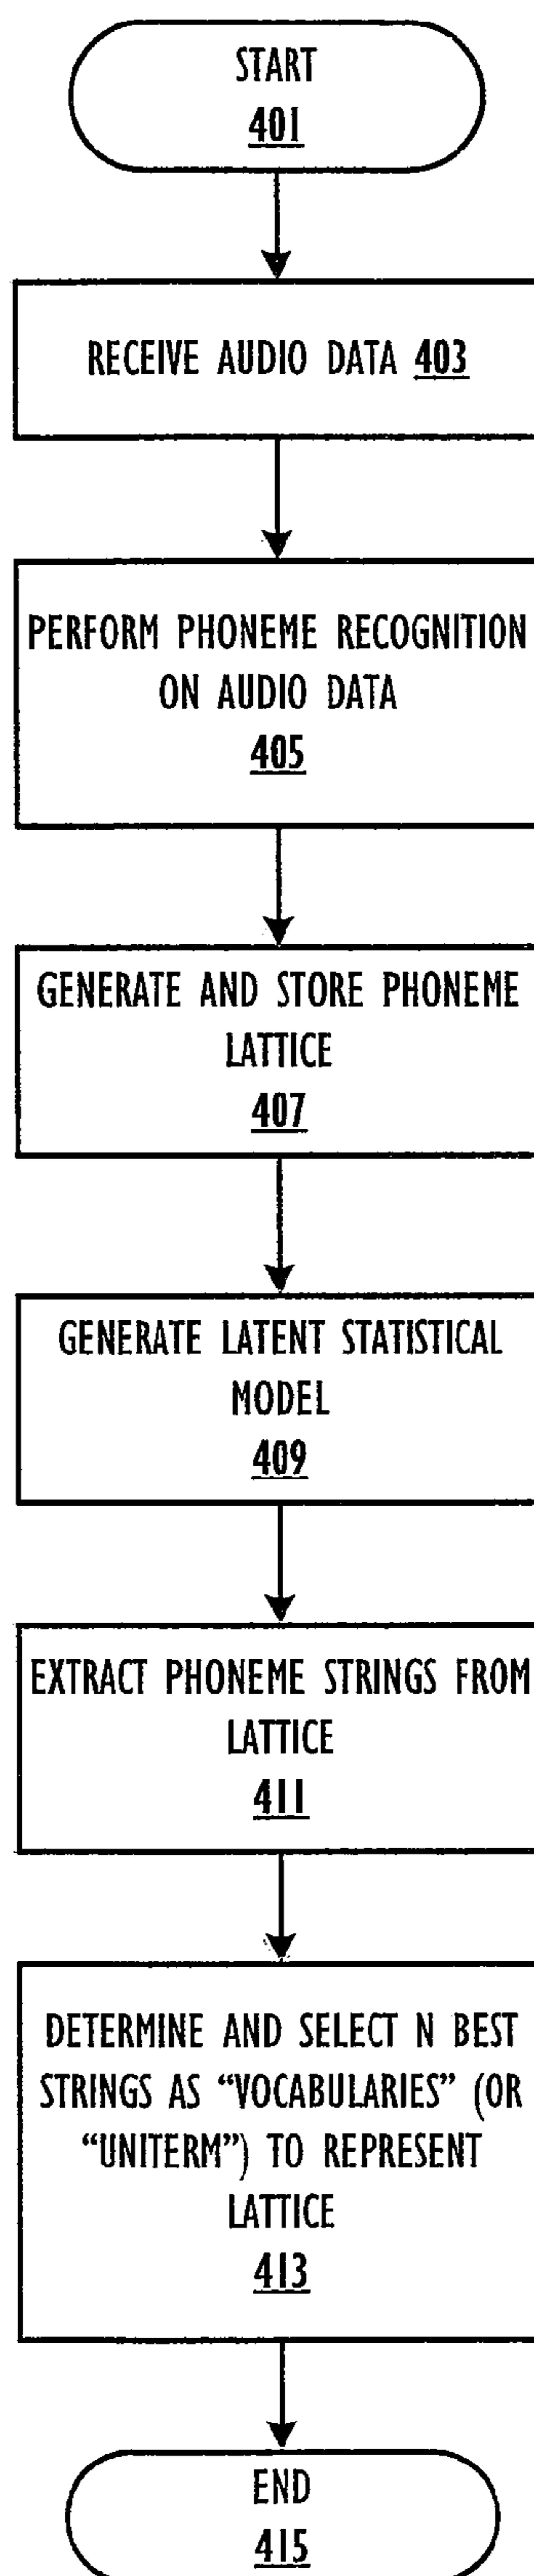 START
401
RECEIVE AUDIO DATA 403
PERFORM PHONEME RECOGNITION
ON AUDIO DATA
405
GENERATE AND STORE PHONEME
LATTICE
407
GENERATE LATENT STATISTICAL
MODEL
409
EXTRACT PHONEME STRINGS FROM
LATTICE
411
DETERMINE AND SELECT N BEST
STRINGS AS “VOCABULARIES” (OR
“UNITERM”) TO REPRESENT
LATTICE
413
END
415